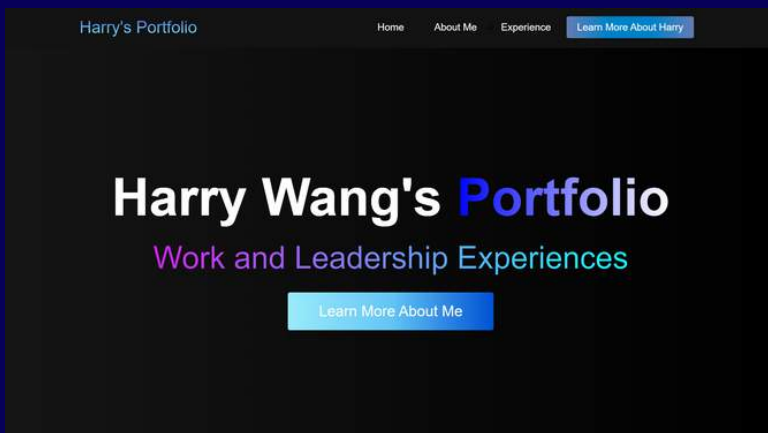 Harry's Portfolio
Home About Me Experience Learn More About Harry
Harry Wang's Portfolio
Work and Leadership Experiences
Learn More About Me